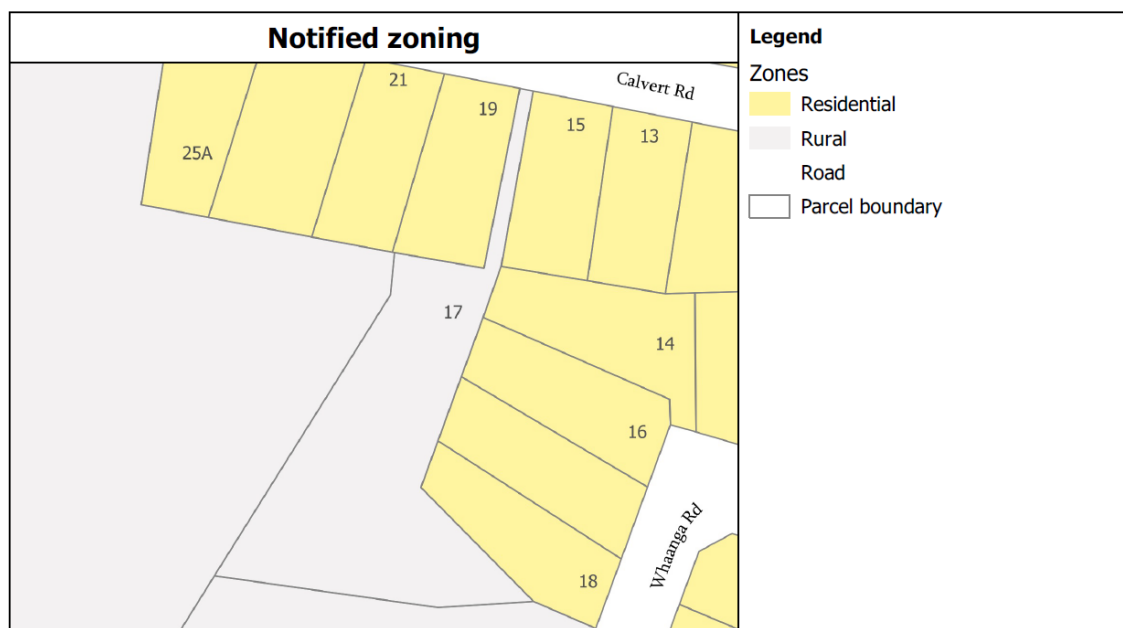 Notified zoning
Calvert Rd
21
19
15
13
25A
17
14
16
18
Whaanga Rd
Legend
Zones
Residential
Rural
Road
Parcel boundary